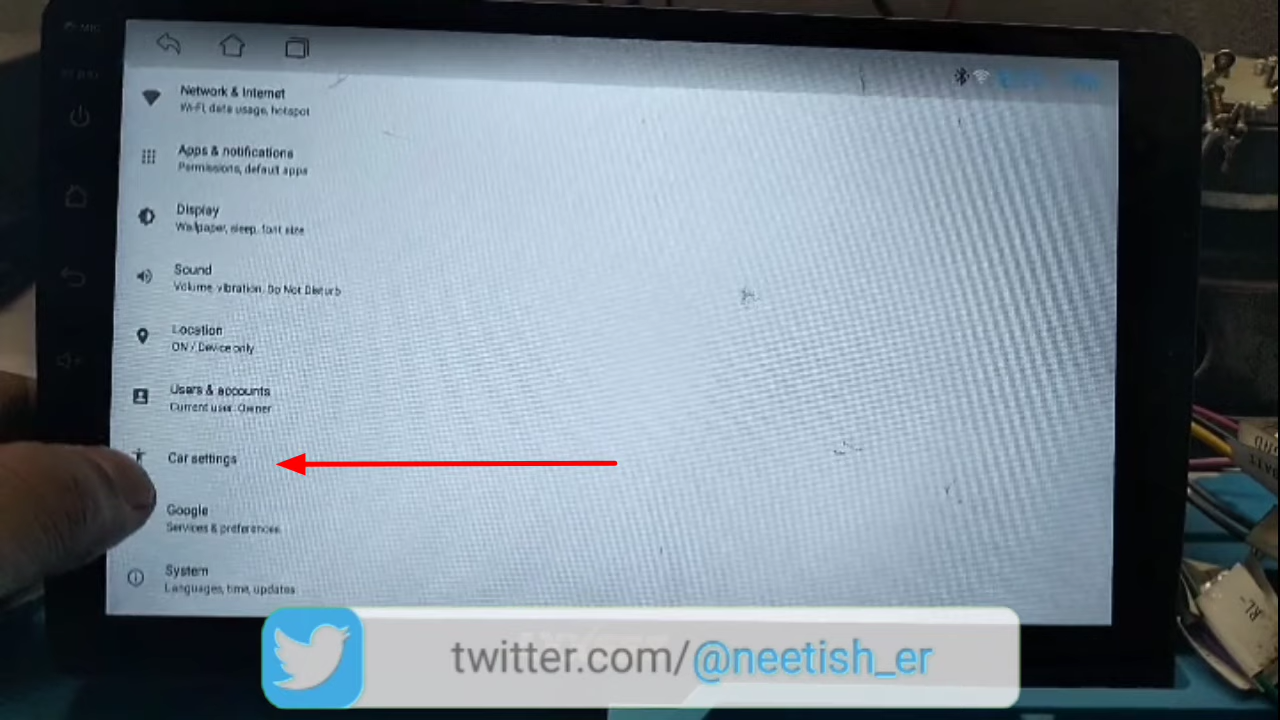 MIC
Network & Internet
Wi-Fi, data usage, hotspot
Apps & notifications
Permissions, default apps
Display
Wallpaper, sleep, font size
Sound
Volume, vibration, Do Not Disturb
Location
ON / Device only
Users & accounts
Current user: Owner
Car settings
Google
Services & preferences
System
Languages, time, updates
RL-
twitter.com/@neetish_er